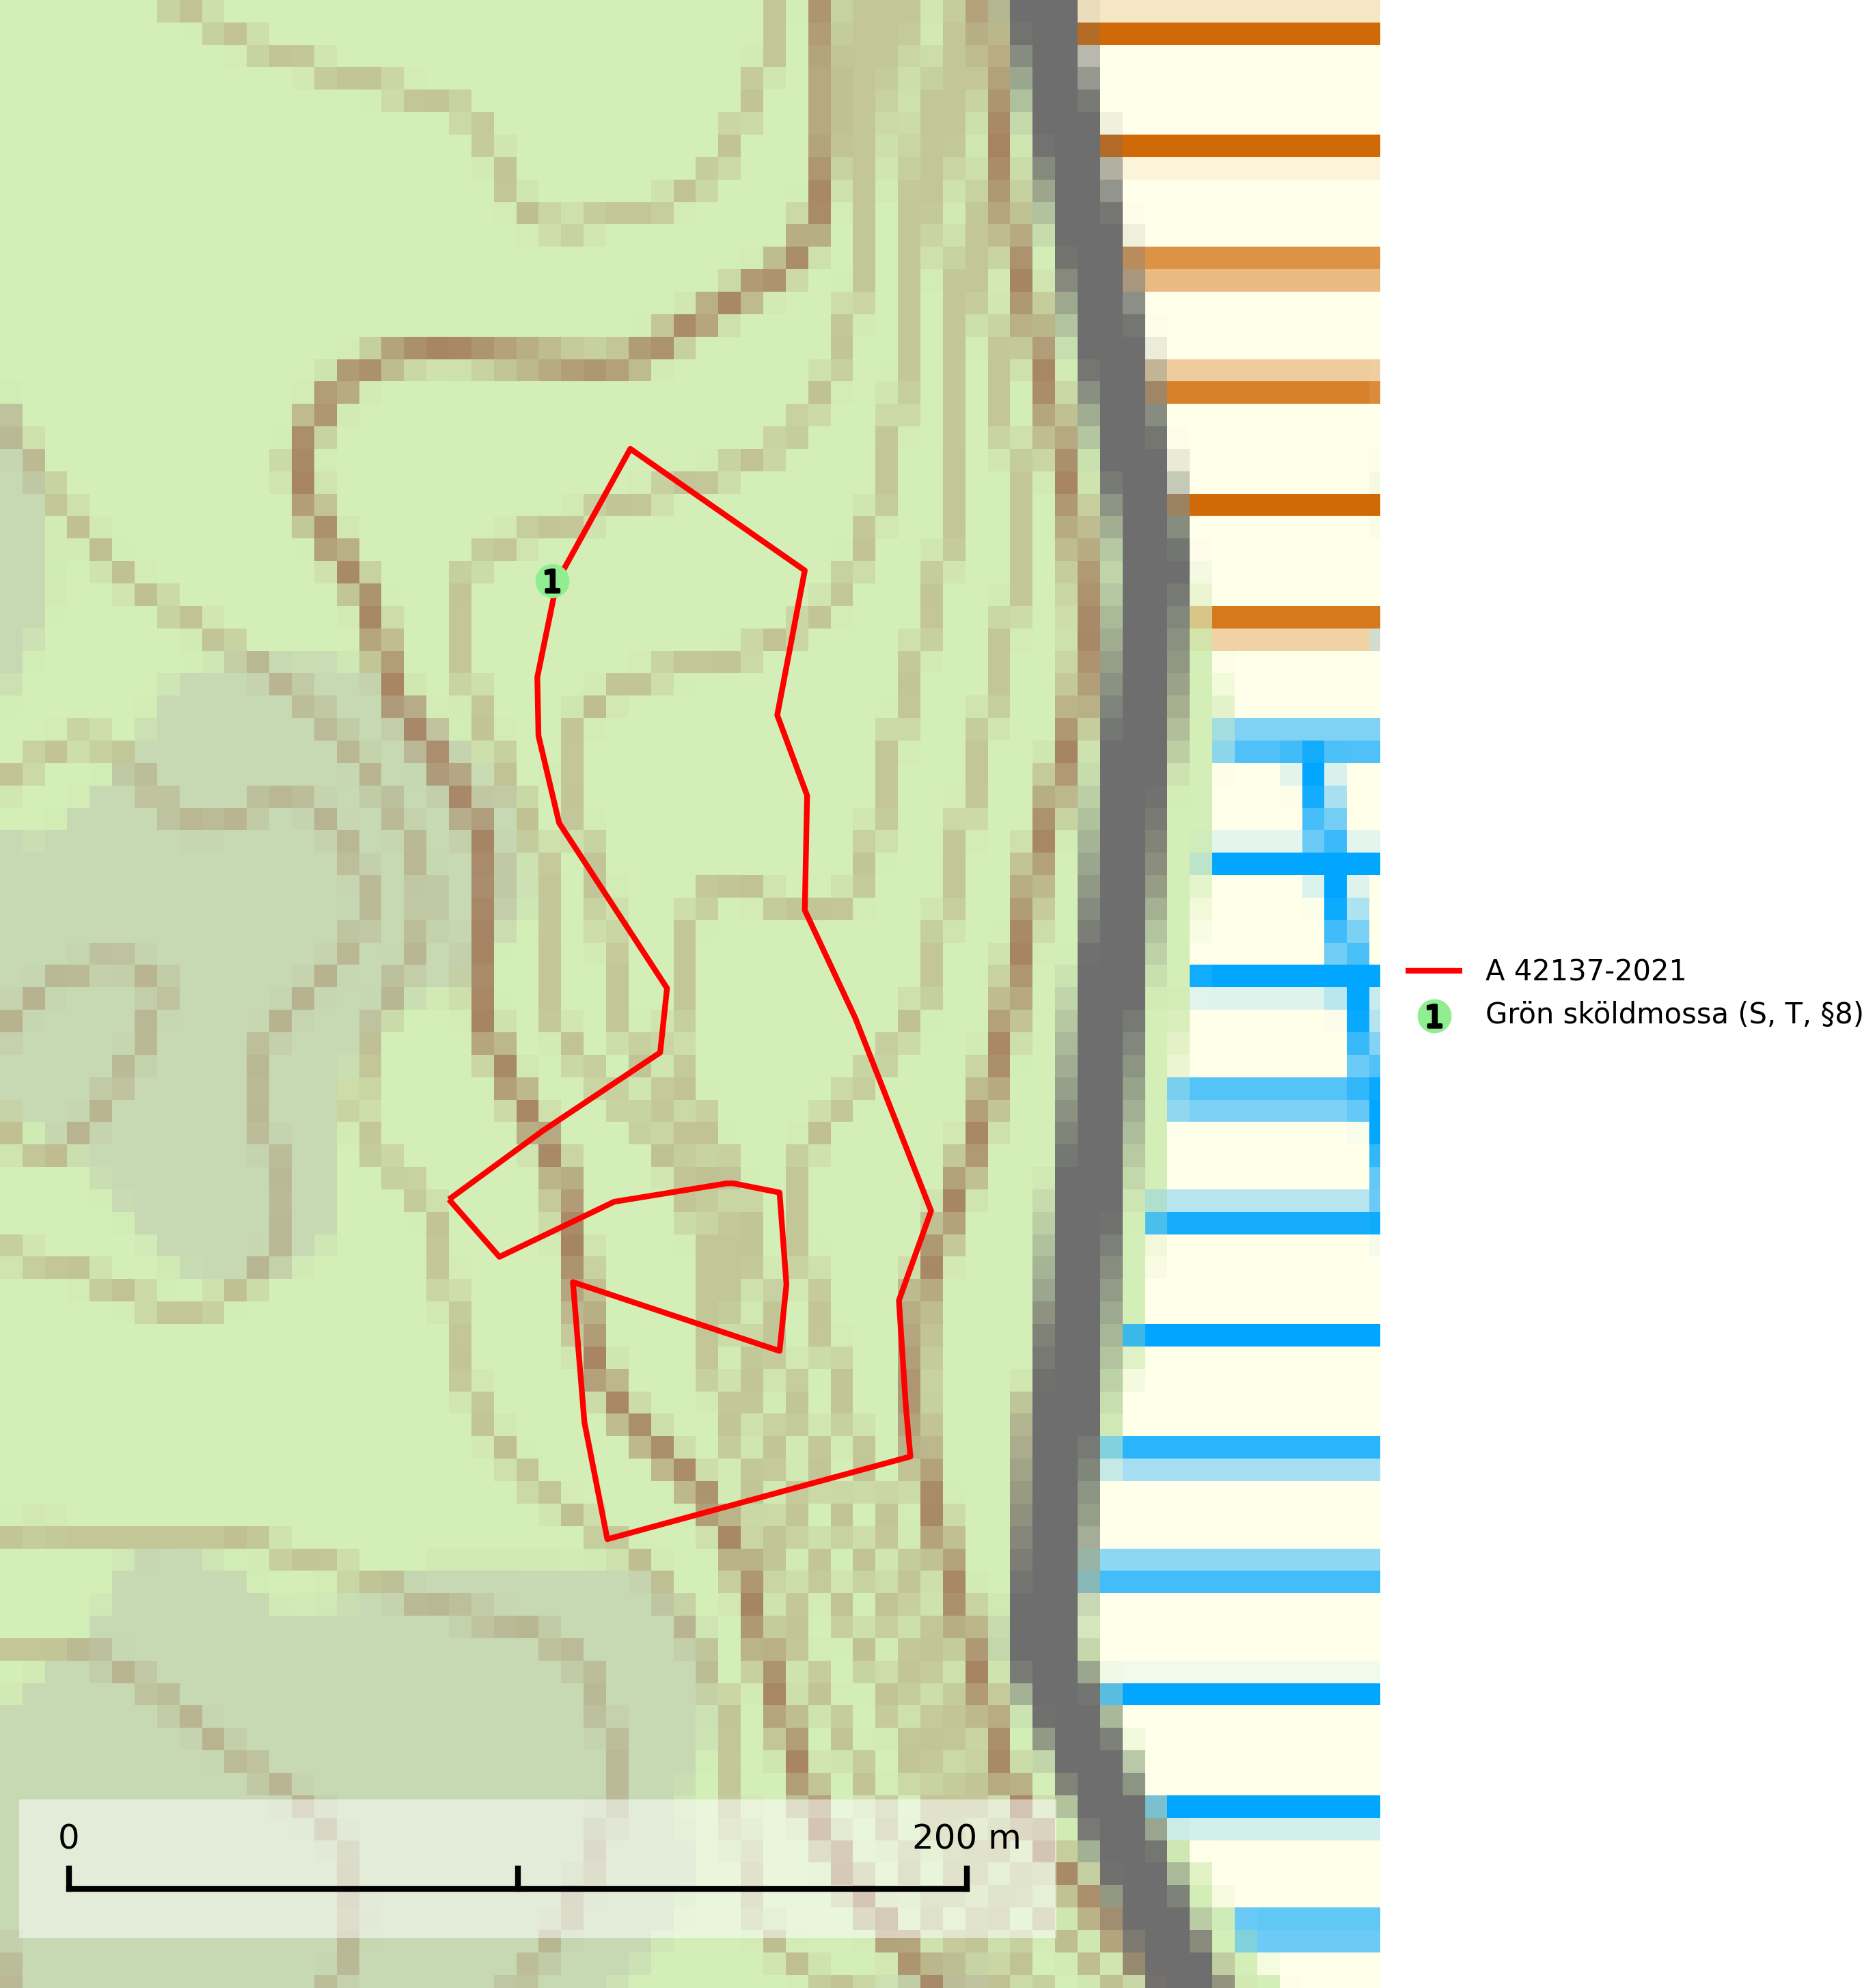 1
A 42137-2021
1 Grön sköldmossa (S, T, §8)
0 200 m